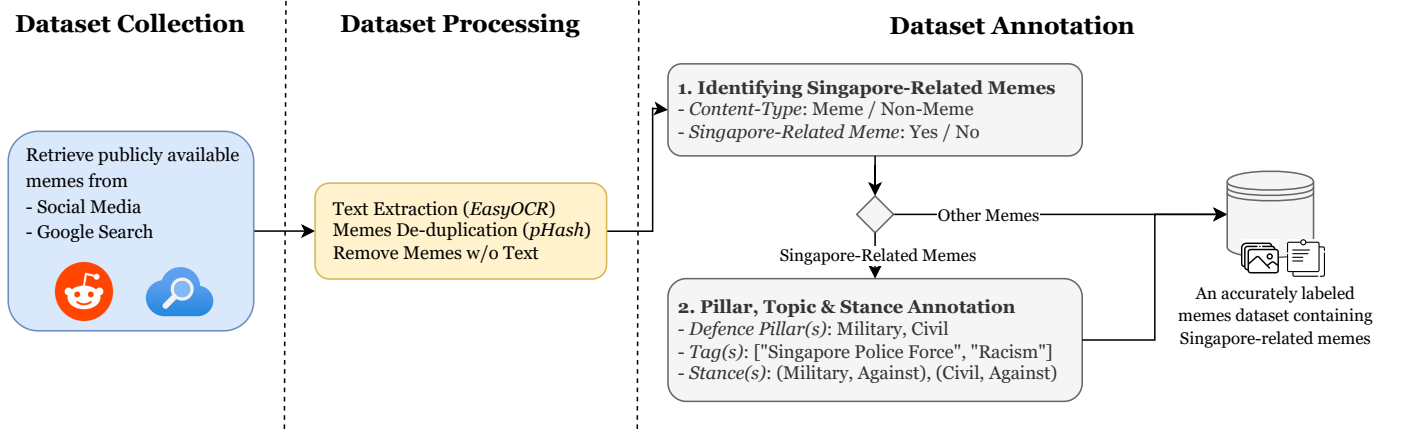 Dataset Collection
Dataset Processing
Dataset Annotation
Retrieve publicly available
memes from
- Social Media
- Google Search
Text Extraction (EasyOCR)
Memes De-duplication (pHash)
Remove Memes w/o Text
1. Identifying Singapore-Related Memes
- Content-Type: Meme / Non-Meme
- Singapore-Related Meme: Yes / No
Other Memes
Singapore-Related Memes
2. Pillar, Topic & Stance Annotation
- Defence Pillar(s): Military, Civil
- Tag(s): ["Singapore Police Force", "Racism"]
- Stance(s): (Military, Against), (Civil, Against)
An accurately labeled
memes dataset containing
Singapore-related memes